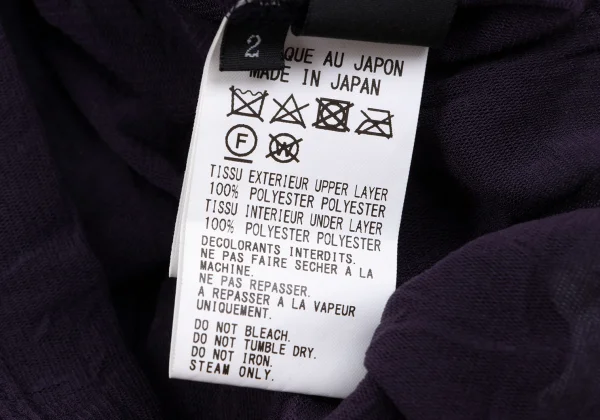 2
QUE AU JAPON
MADE IN JAPAN
F
W
TISSU EXTERIEUR UPPER LAYER
100% POLYESTER POLYESTER
TISSU INTERIEUR UNDER LAYER
100% POLYESTER POLYESTER
DECOLORANTS INTERDITS.
NE PAS FAIRE SECHER A LA
MACHINE.
NE PAS REPASSER.
A REPASSER A LA VAPEUR
UNIQUEMENT.
DO NOT BLEACH.
DO NOT TUMBLE DRY.
DO NOT IRON.
STEAM ONLY.